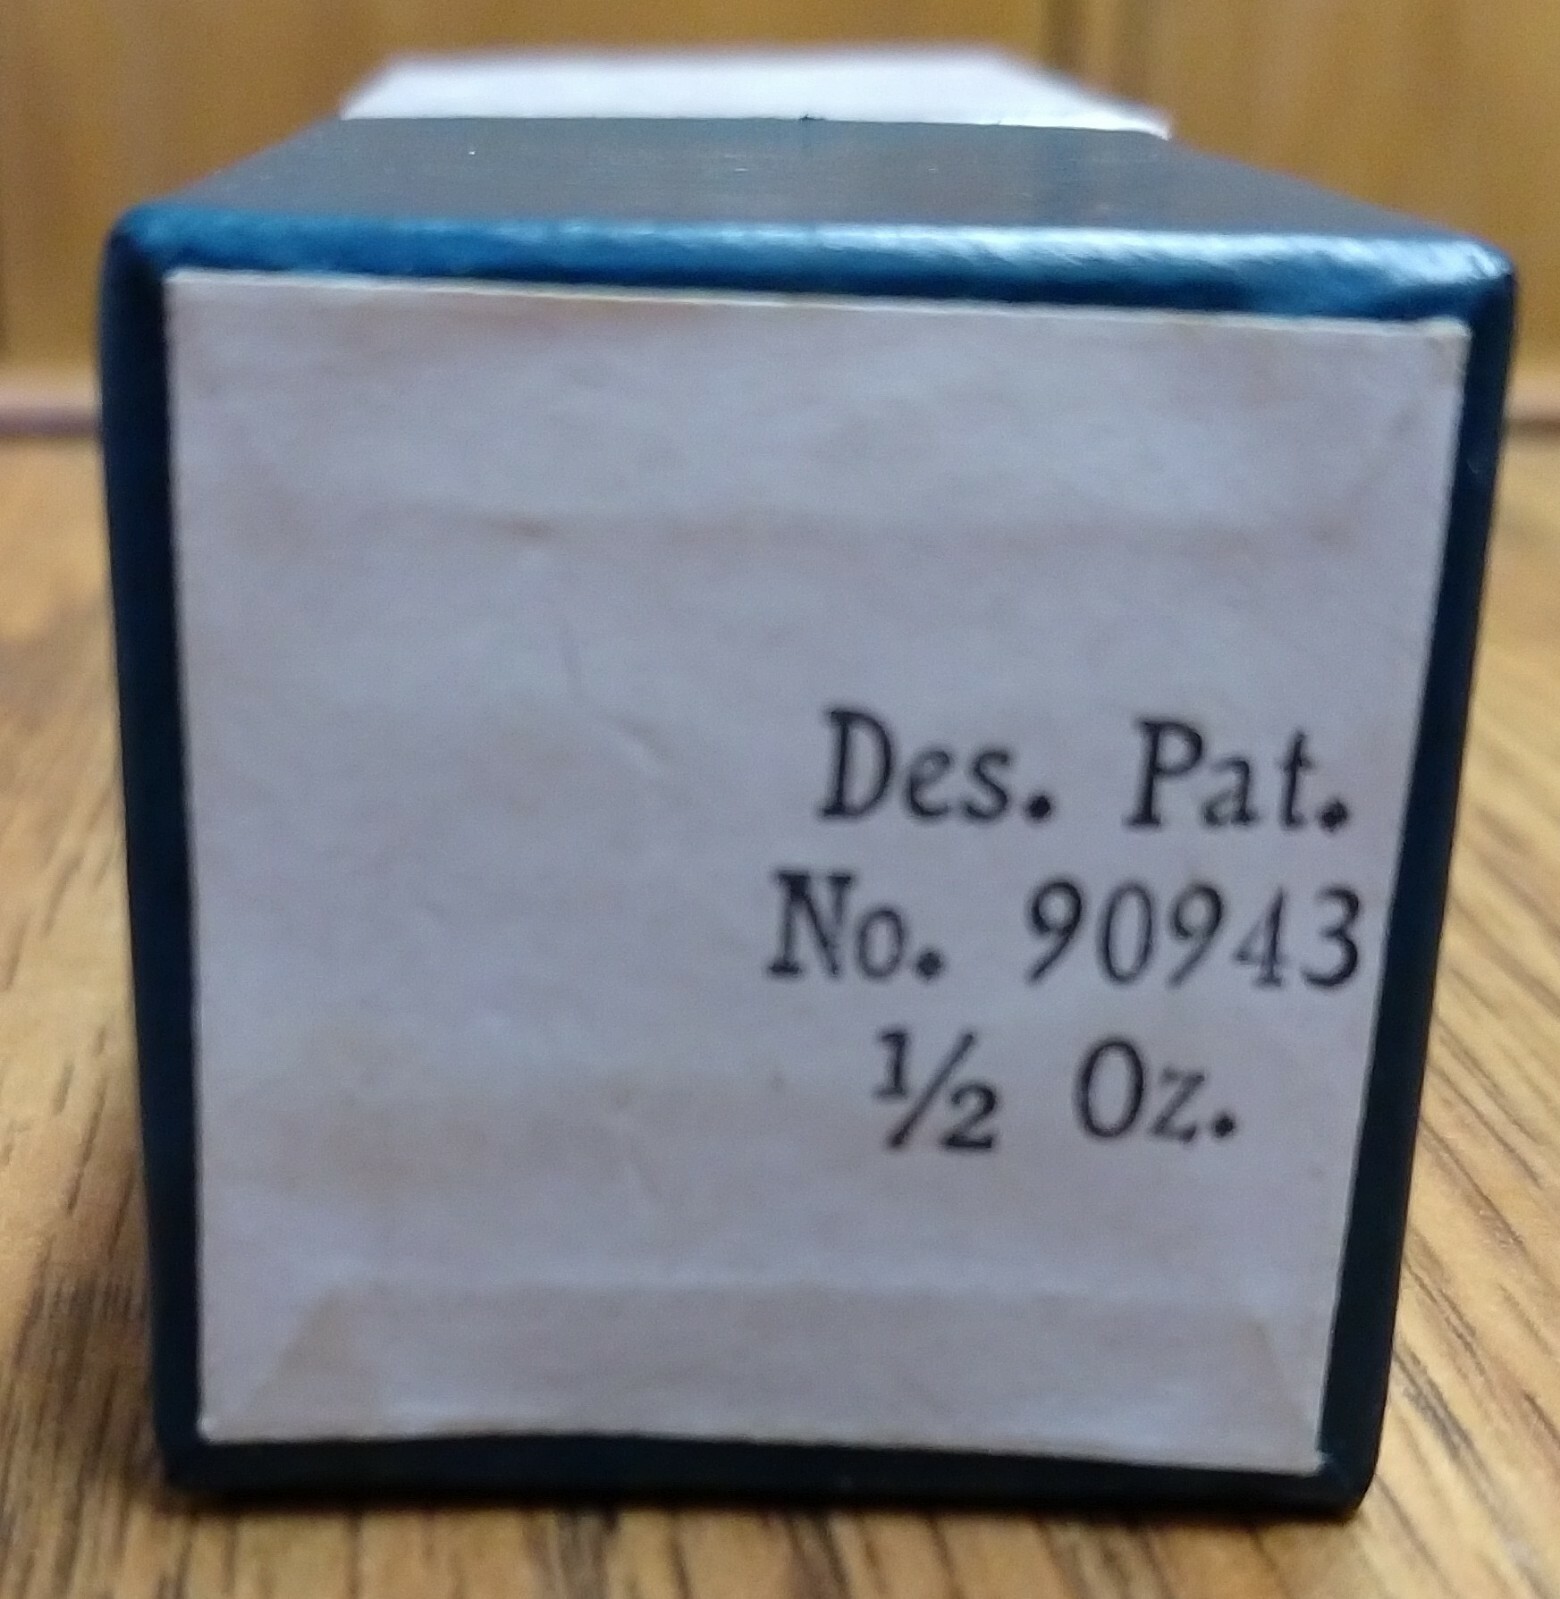 Des. Pat.
No. 90943
½ Oz.